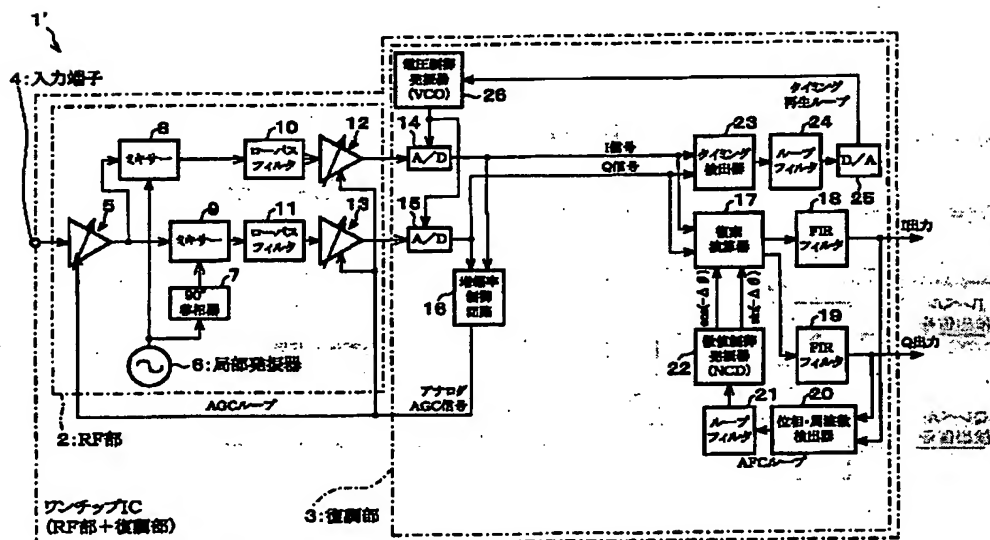 1'
4:入力端子
8
ミキサー
10
ローパス
フィルタ
12
5
9
ミキサー
11
ローパス
フィルタ
13
7
90°
移相器
6:局部発振器
AGCループ
2:RF部
ワンチップIC
(RF部+復調部)
3:復調部
電圧制御
発振器
(VCO)
26
14
A/D
15
A/D
16
増幅率
制御
回路
アナログ
AGC信号
I信号
Q信号
23
タイミング
検出器
24
ループ
フィルタ
タイミング
再生ループ
D/A
25
17
複素
演算器
18
FIR
フィルタ
I出力
19
FIR
フィルタ
Q出力
cos(-Δθ)
sin(-Δθ)
22
数値制御
発振器
(NCD)
21
ループ
フィルタ
20
位相・周波数
検出器
AFCループ